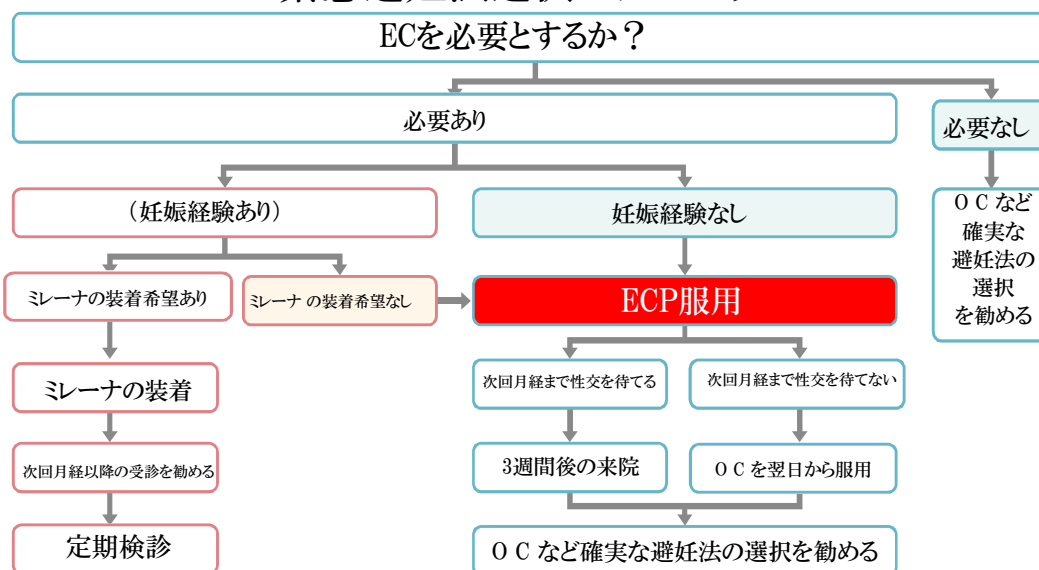 ECを必要とするか？
必要あり
必要なし
（妊娠経験あり）
妊娠経験なし
ＯＣなど
確実な
避妊法の
選択
を勧める
ミレーナの装着希望あり
ミレーナ の装着希望なし
ECP服用
ミレーナの装着
次回月経まで性交を待てる
次回月経まで性交を待てない
次回月経以降の受診を勧める
3週間後の来院
ＯＣを翌日から服用
定期検診
ＯＣなど確実な避妊法の選択を勧める